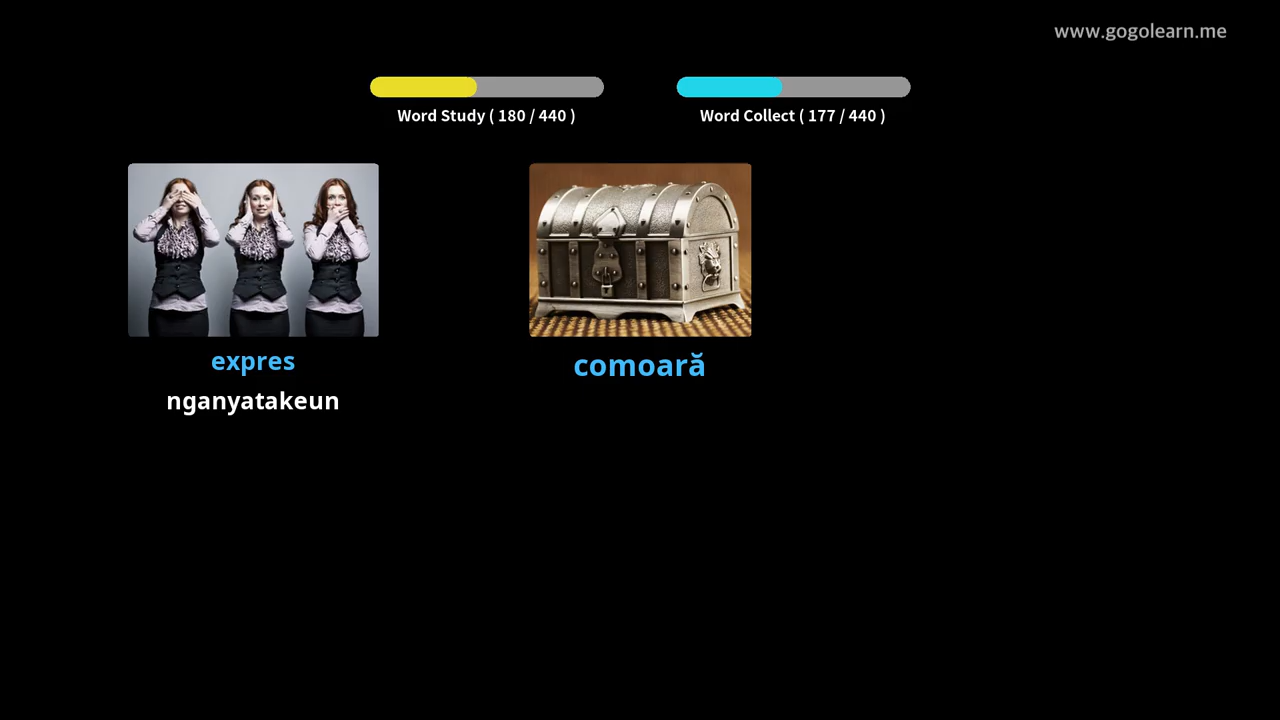 www.gogolearn.me
Word Study ( 180 / 440 )
Word Collect ( 177 / 440 )
expres
nganyatakeun
comoară